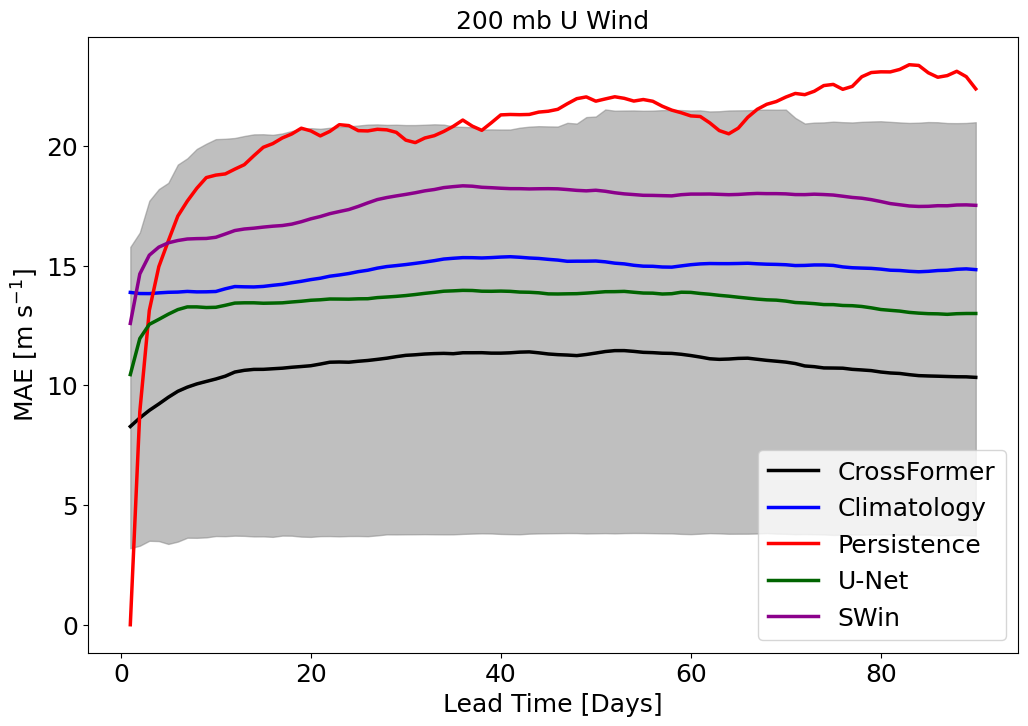 200 mb U Wind
MAE [m s⁻¹]
20
15
10
5
0
0 20 40 60 80
Lead Time [Days]
CrossFormer
Climatology
Persistence
U-Net
SWin